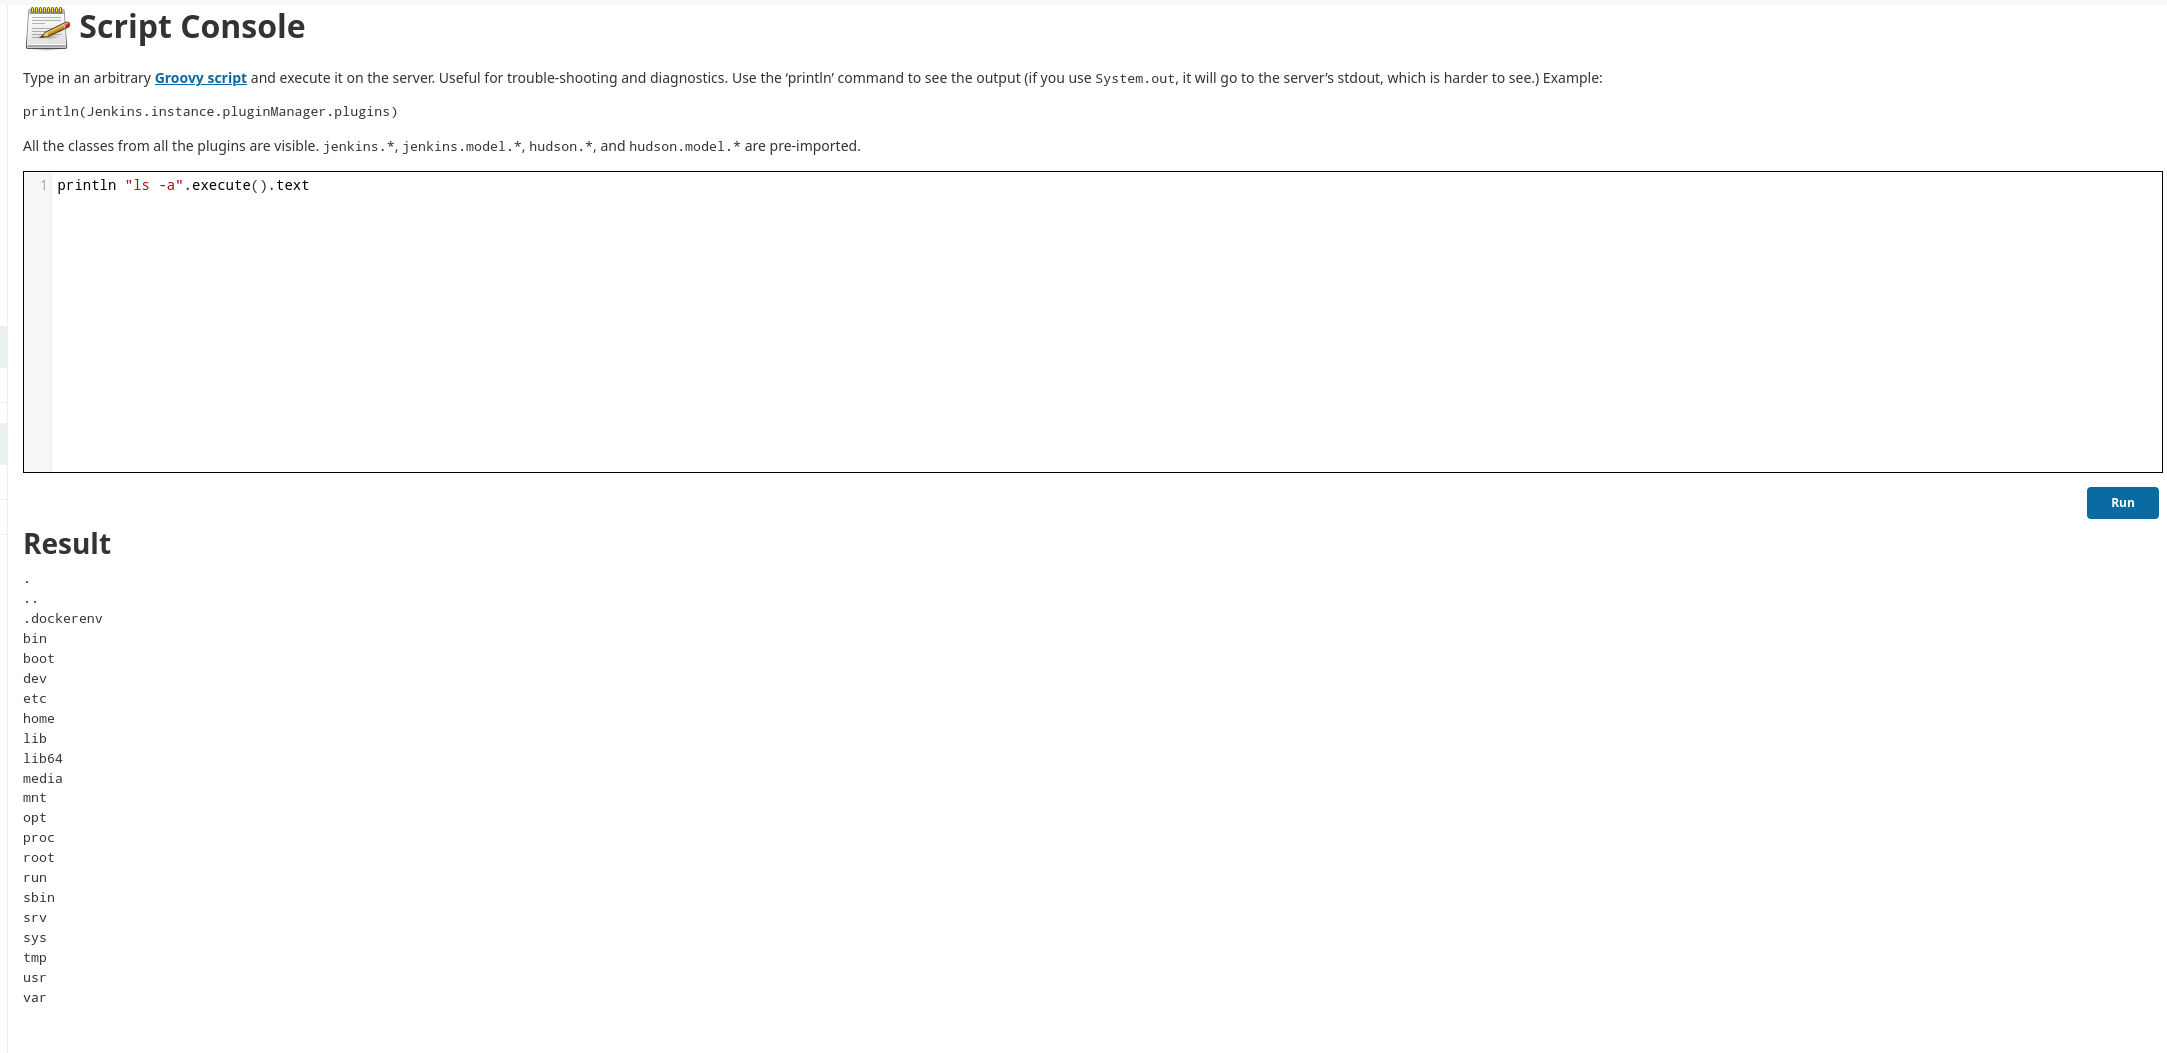 Script Console
Type in an arbitrary Groovy script and execute it on the server. Useful for trouble-shooting and diagnostics. Use the ‘println’ command to see the output (if you use System.out, it will go to the server’s stdout, which is harder to see.) Example:
println(Jenkins.instance.pluginManager.plugins)
All the classes from all the plugins are visible. jenkins.*, jenkins.model.*, hudson.*, and hudson.model.* are pre-imported.
1 println "ls -a".execute().text
Run
Result
.
..
.dockerenv
bin
boot
dev
etc
home
lib
lib64
media
mnt
opt
proc
root
run
sbin
srv
sys
tmp
usr
var